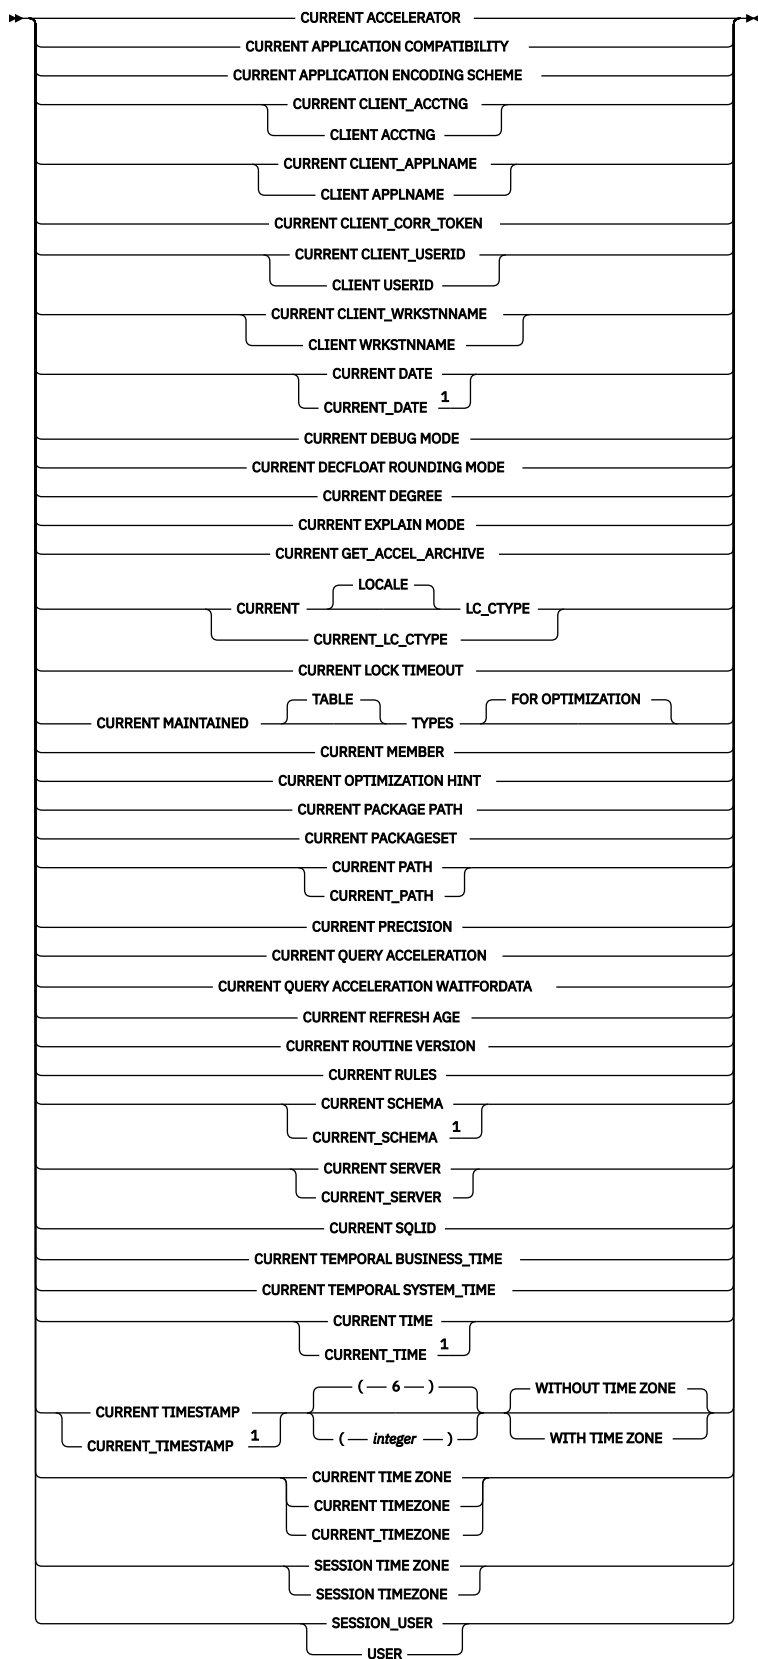 CURRENT ACCELERATOR
CURRENT APPLICATION COMPATIBILITY
CURRENT APPLICATION ENCODING SCHEME
CURRENT CLIENT_ACCTNG
CLIENT ACCTNG
CURRENT CLIENT_APPLNAME
CLIENT APPLNAME
CURRENT CLIENT_CORR_TOKEN
CURRENT CLIENT_USERID
CLIENT USERID
CURRENT CLIENT_WRKSTNNAME
CLIENT WRKSTNNAME
CURRENT DATE
CURRENT_DATE 1
CURRENT DEBUG MODE
CURRENT DECFLOAT ROUNDING MODE
CURRENT DEGREE
CURRENT EXPLAIN MODE
CURRENT GET_ACCEL_ARCHIVE
LOCALE
CURRENT LC_CTYPE
CURRENT_LC_CTYPE
CURRENT LOCK TIMEOUT
TABLE FOR OPTIMIZATION
CURRENT MAINTAINED TYPES
CURRENT MEMBER
CURRENT OPTIMIZATION HINT
CURRENT PACKAGE PATH
CURRENT PACKAGESET
CURRENT PATH
CURRENT_PATH
CURRENT PRECISION
CURRENT QUERY ACCELERATION
CURRENT QUERY ACCELERATION WAITFORDATA
CURRENT REFRESH AGE
CURRENT ROUTINE VERSION
CURRENT RULES
CURRENT SCHEMA
CURRENT_SCHEMA 1
CURRENT SERVER
CURRENT_SERVER
CURRENT SQLID
CURRENT TEMPORAL BUSINESS_TIME
CURRENT TEMPORAL SYSTEM_TIME
CURRENT TIME
CURRENT_TIME 1
( 6 ) WITHOUT TIME ZONE
CURRENT TIMESTAMP
CURRENT_TIMESTAMP 1 ( integer ) WITH TIME ZONE
CURRENT TIME ZONE
CURRENT TIMEZONE
CURRENT_TIMEZONE
SESSION TIME ZONE
SESSION TIMEZONE
SESSION_USER
USER